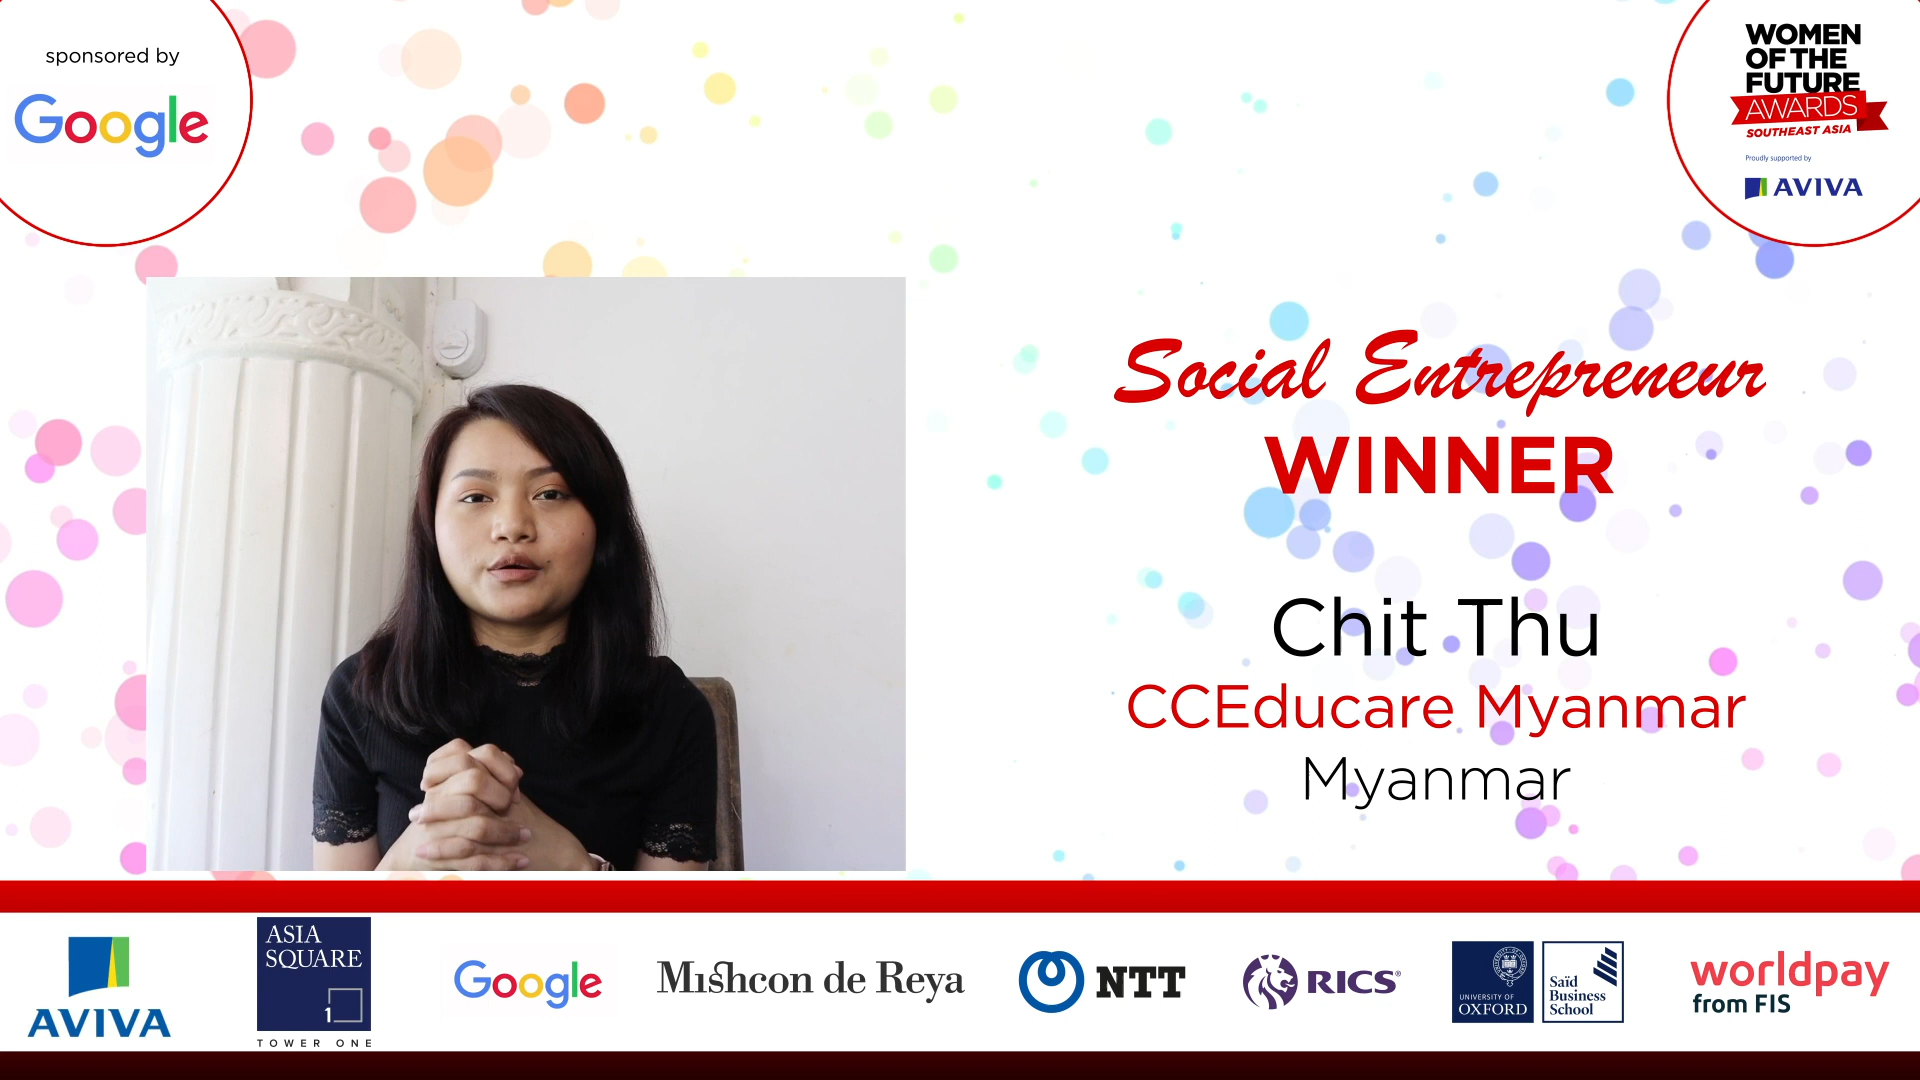 sponsored by
Google
WOMEN
OF THE
FUTURE
AWARDS
SOUTHEAST ASIA
Proudly supported by
AVIVA
Social Entrepreneur
WINNER
Chit Thu
CCEducare Myanmar
Myanmar
AVIVA
ASIA
SQUARE
1
TOWER ONE
Google
Mishcon de Reya
NTT
RICS®
UNIVERSITY OF
OXFORD
Saïd
Business
School
worldpay
from FIS